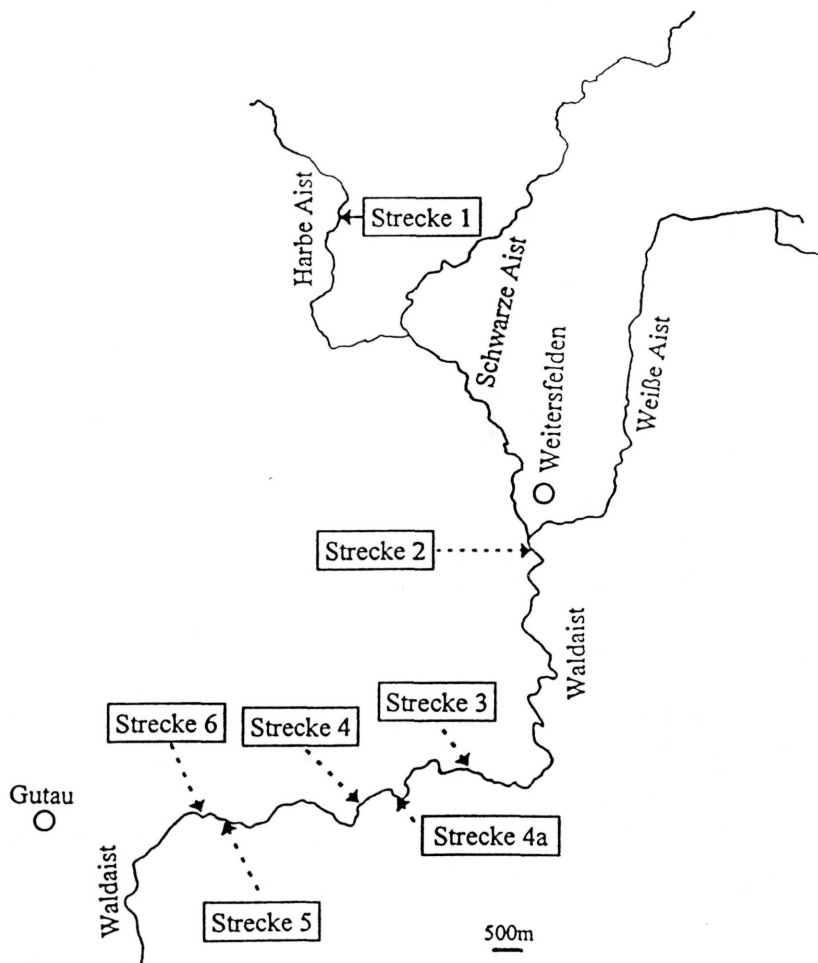 Harbe Aist
Strecke 1
Schwarze Aist
Weitersfelden
Weiße Aist
Strecke 2
Waldaist
Strecke 3
Strecke 6
Strecke 4
Gutau
Strecke 4a
Waldaist
Strecke 5
500m